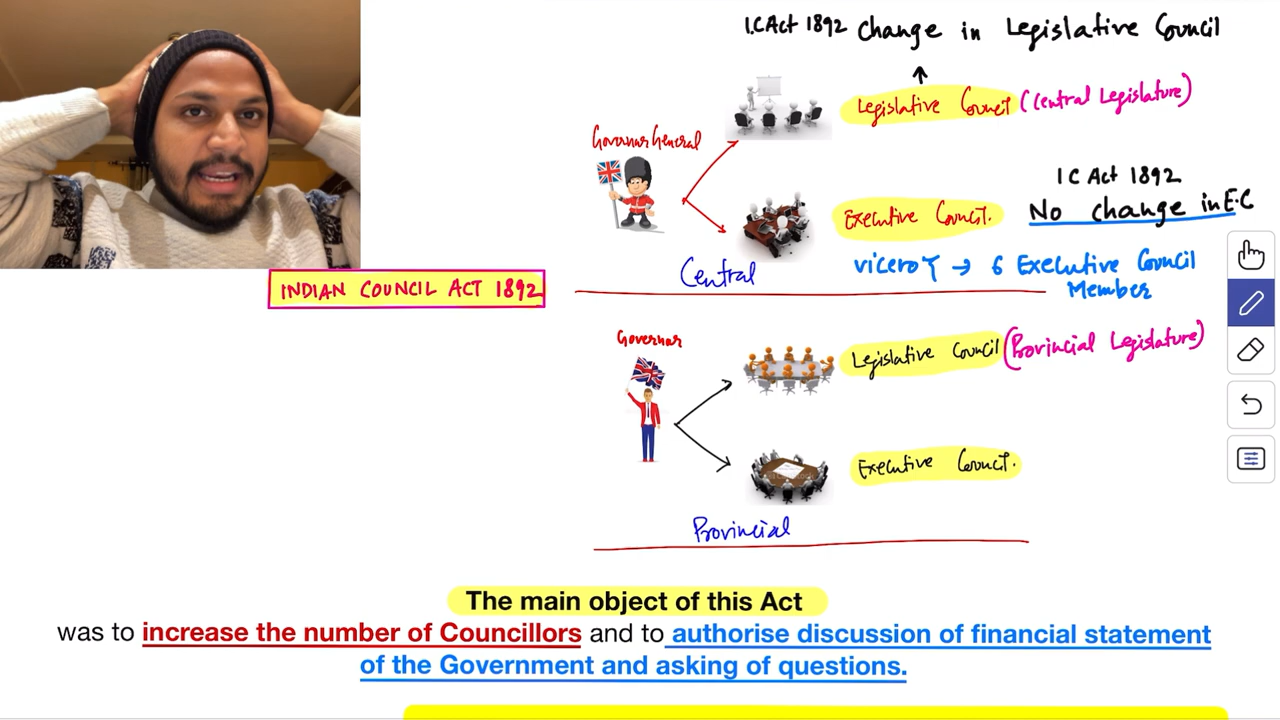 I.C Act 1892 Change in Legislative Council
Legislative Council (Central Legislature)
Governor General
I C Act 1892
Executive Council.
No change in E.C
Central
viceroy → 6 Executive Council
Member
INDIAN COUNCIL ACT 1892
Governor
Legislative Council (Provincial Legislature)
Executive Council.
Provincial
The main object of this Act
was to increase the number of Councillors and to authorise discussion of financial statement
of the Government and asking of questions.